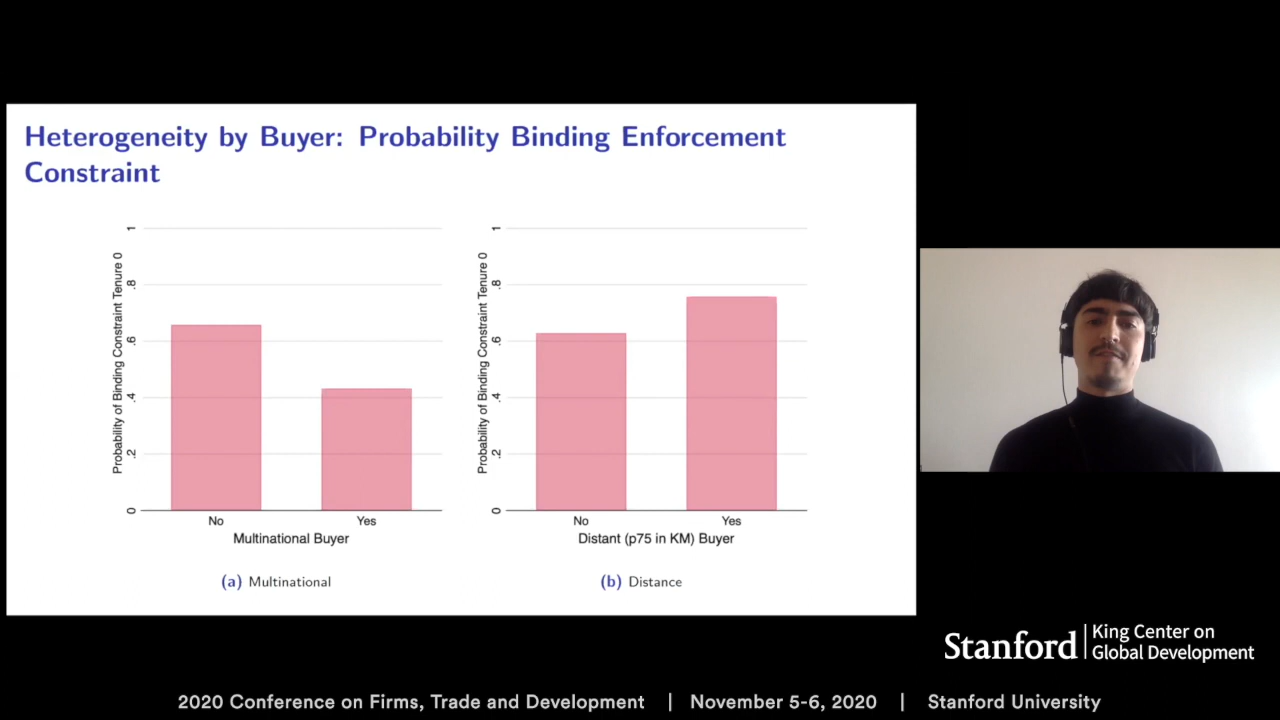 Heterogeneity by Buyer: Probability Binding Enforcement
Constraint
Probability of Binding Constraint Tenure 0
1
.8
.6
.4
.2
0
No
Yes
Multinational Buyer
(a) Multinational
Probability of Binding Constraint Tenure 0
1
.8
.6
.4
.2
0
No
Yes
Distant (p75 in KM) Buyer
(b) Distance
Stanford
King Center on
Global Development
2020 Conference on Firms, Trade and Development | November 5-6, 2020 | Stanford University